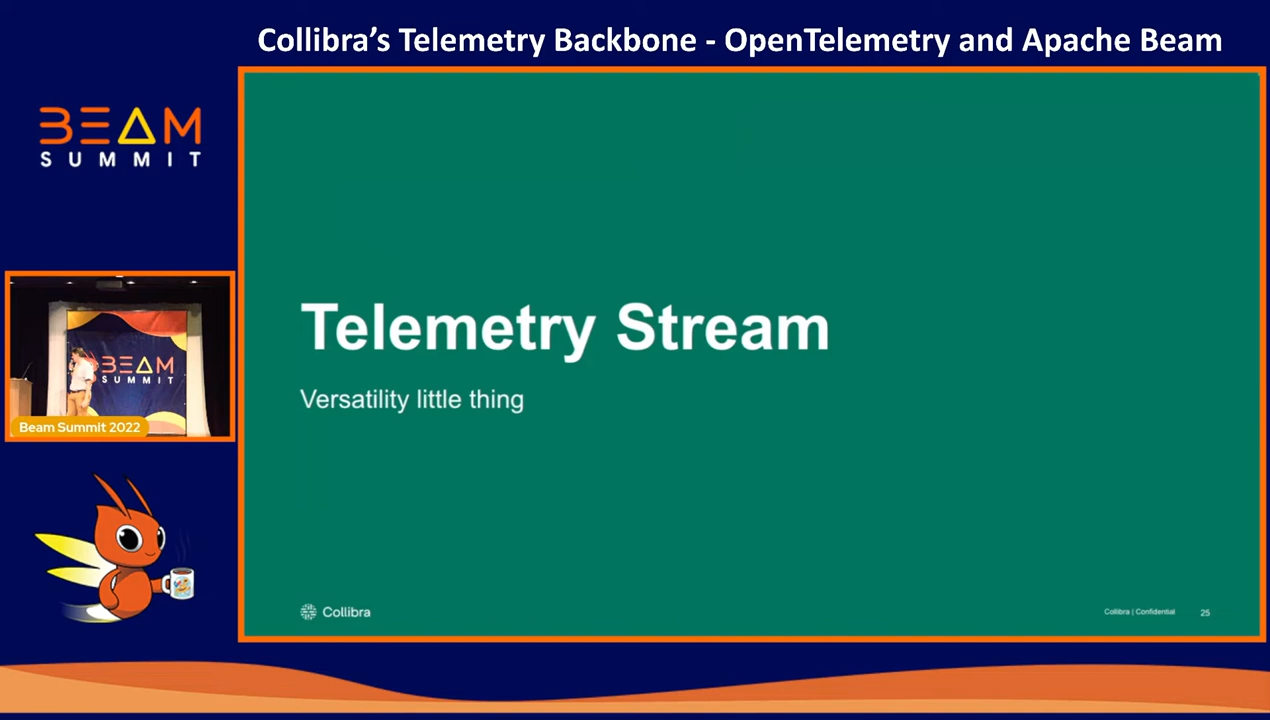 Collibra's Telemetry Backbone - OpenTelemetry and Apache Beam
BEAM
SUMMIT
BEAM
SUMMIT
Beam Summit 2022
Telemetry Stream
Versatility little thing
Collibra
Collibra | Confidential
25